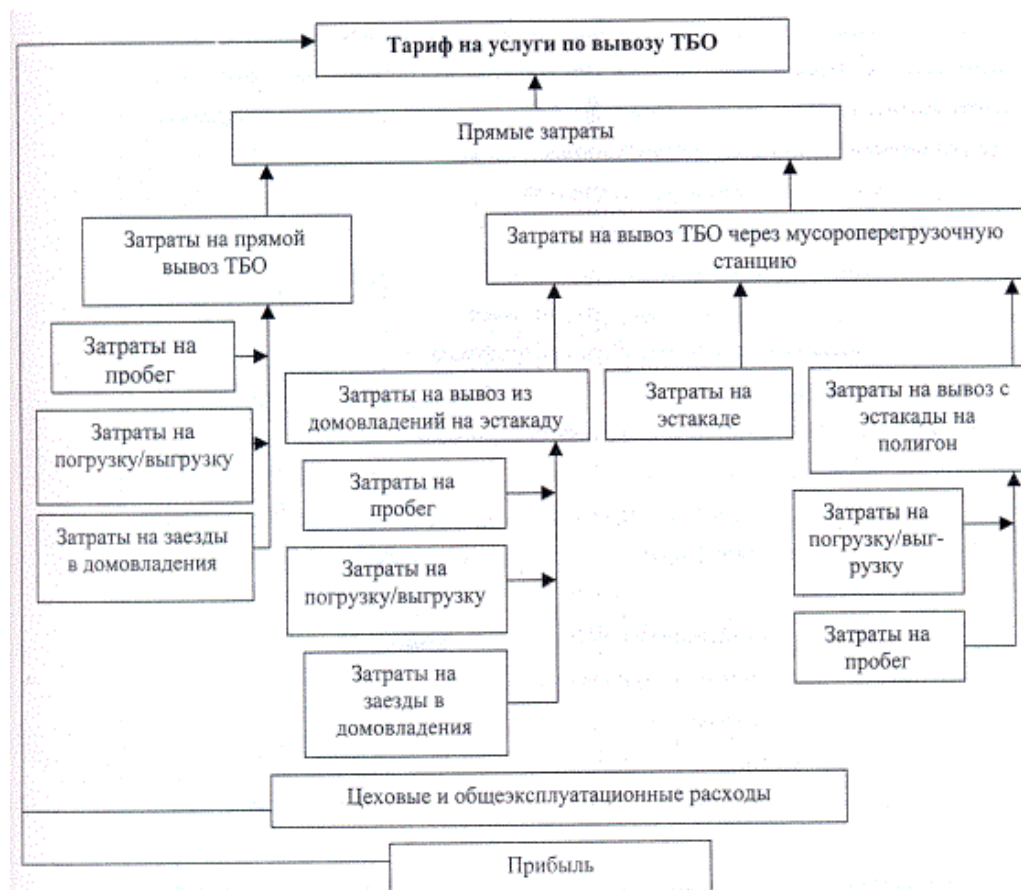 Тариф на услуги по вывозу ТБО
Прямые затраты
Затраты на прямой
вывоз ТБО
Затраты на вывоз ТБО через мусороперегрузочную
станцию
Затраты на
пробег
Затраты на
погрузку/выгрузку
Затраты на заезды
в домовладения
Затраты на вывоз из
домовладений на эстакаду
Затраты на
эстакаде
Затраты на вывоз с
эстакады на
полигон
Затраты на
пробег
Затраты на
погрузку/выгрузку
Затраты на
заезды в
домовладения
Затраты на
погрузку/выг-
рузку
Затраты на
пробег
Цеховые и общеэксплуатационные расходы
Прибыль